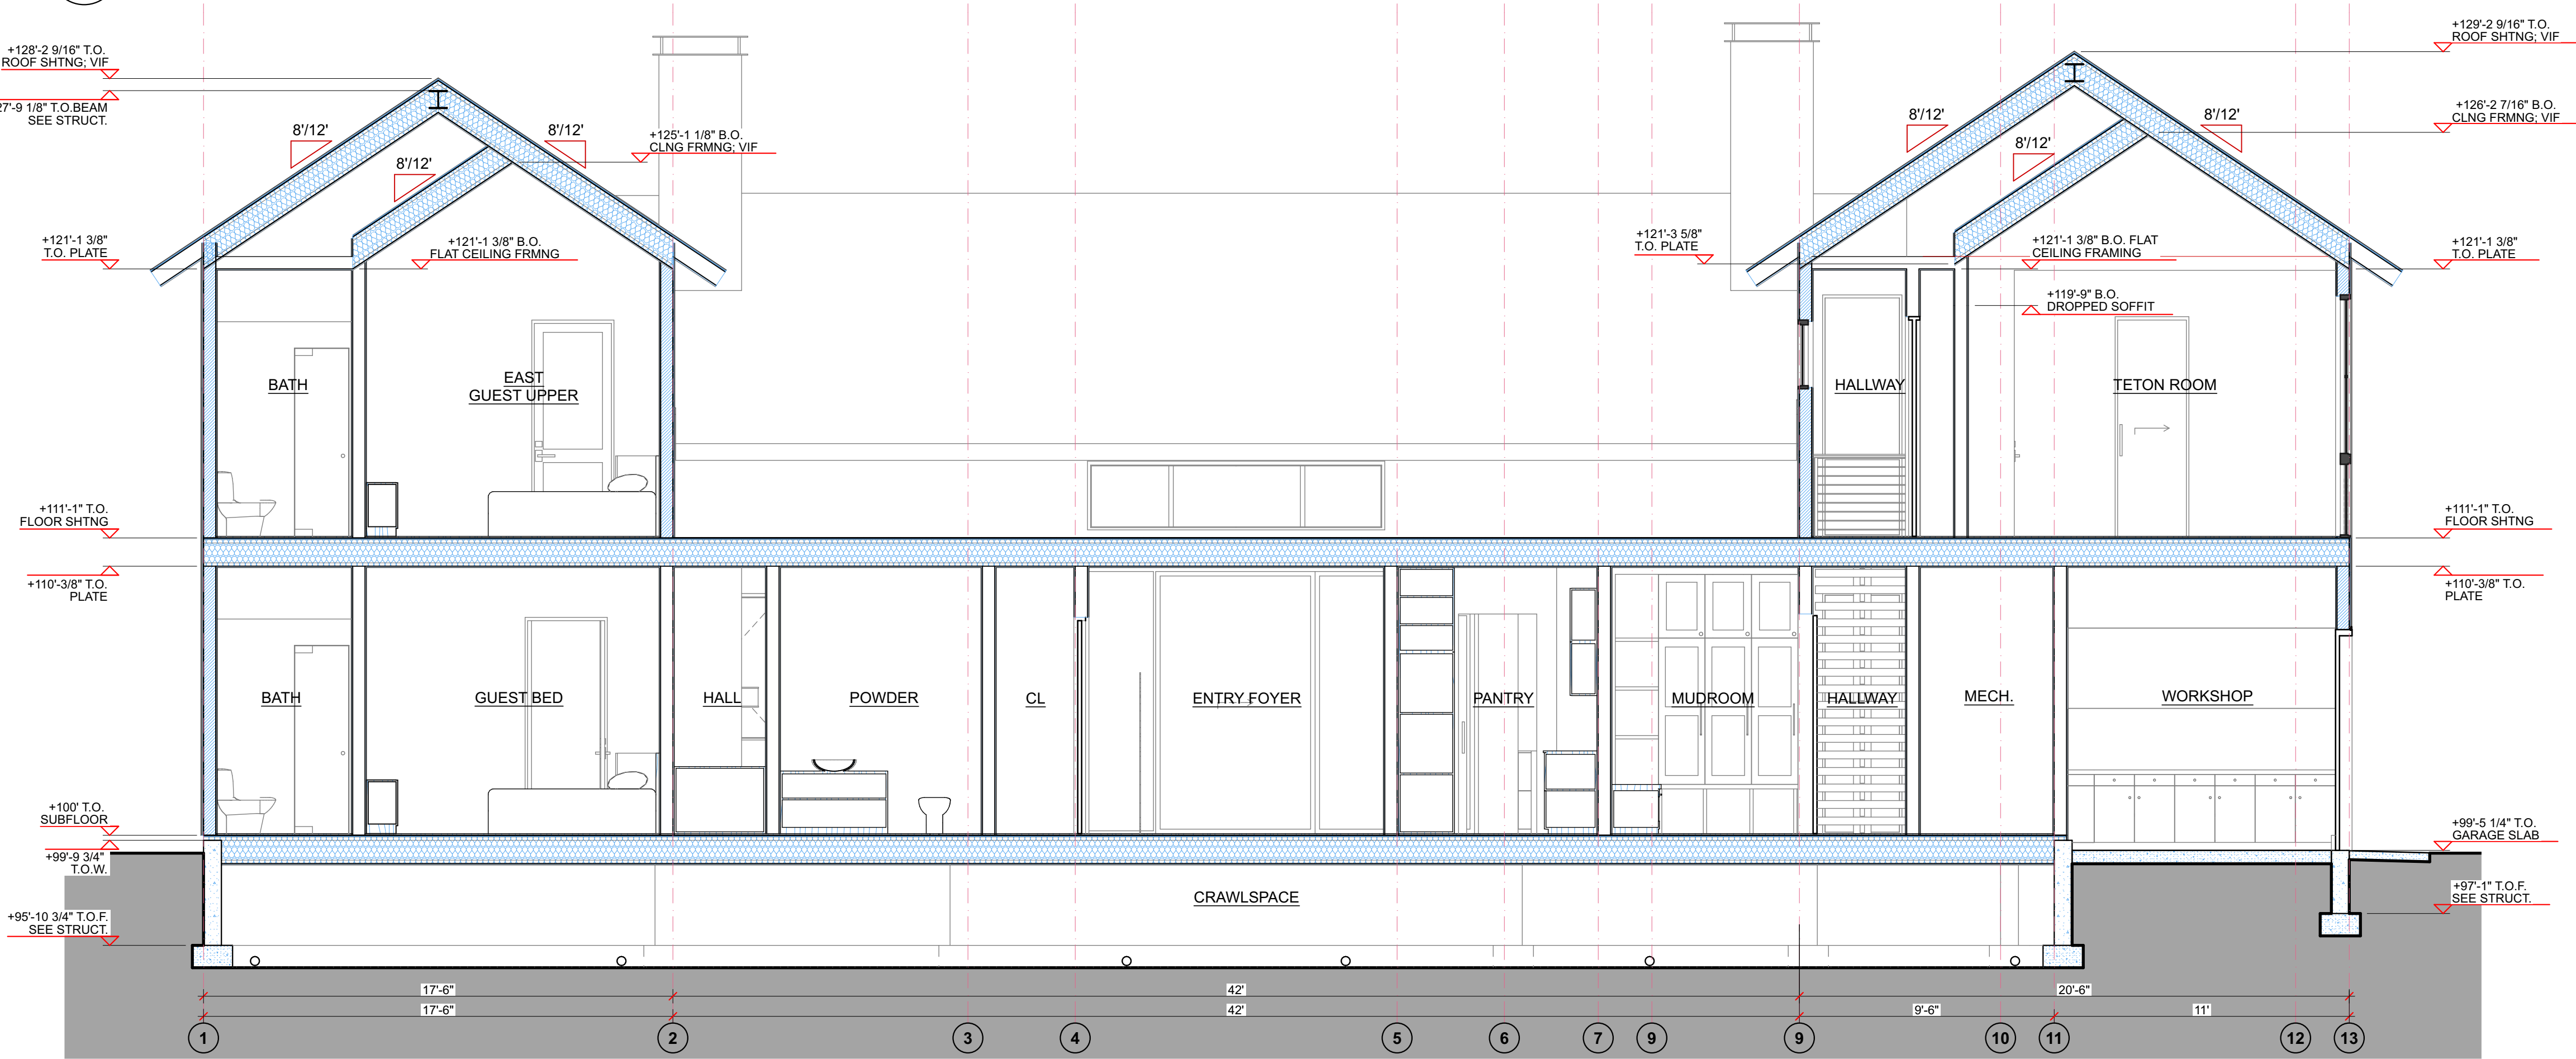 +128'-2 9/16" T.O.
ROOF SHTNG; VIF
27'-9 1/8" T.O.BEAM
SEE STRUCT.
8'/12'
8'/12'
8'/12'
+125'-1 1/8" B.O.
CLNG FRMNG; VIF
+121'-1 3/8"
T.O. PLATE
+121'-1 3/8" B.O.
FLAT CEILING FRMNG
+129'-2 9/16" T.O.
ROOF SHTNG; VIF
+126'-2 7/16" B.O.
CLNG FRMNG; VIF
8'/12'
8'/12'
8'/12'
+121'-3 5/8"
T.O. PLATE
+121'-1 3/8" B.O. FLAT
CEILING FRAMING
+121'-1 3/8"
T.O. PLATE
+119'-9" B.O.
DROPPED SOFFIT
BATH
EAST
GUEST UPPER
HALLWAY
TETON ROOM
+111'-1" T.O.
FLOOR SHTNG
+111'-1" T.O.
FLOOR SHTNG
+110'-3/8" T.O.
PLATE
+110'-3/8" T.O.
PLATE
BATH
GUEST BED
HALL
POWDER
CL
ENTRY FOYER
PANTRY
MUDROOM
HALLWAY
MECH.
WORKSHOP
+100' T.O.
SUBFLOOR
+99'-9 3/4"
T.O.W.
+99'-5 1/4" T.O.
GARAGE SLAB
+95'-10 3/4" T.O.F.
SEE STRUCT.
CRAWLSPACE
+97'-1" T.O.F.
SEE STRUCT.
17'-6"
42'
20'-6"
17'-6"
42'
9'-6"
11'
1
2
3
4
5
6
7
9
9
10
11
12
13